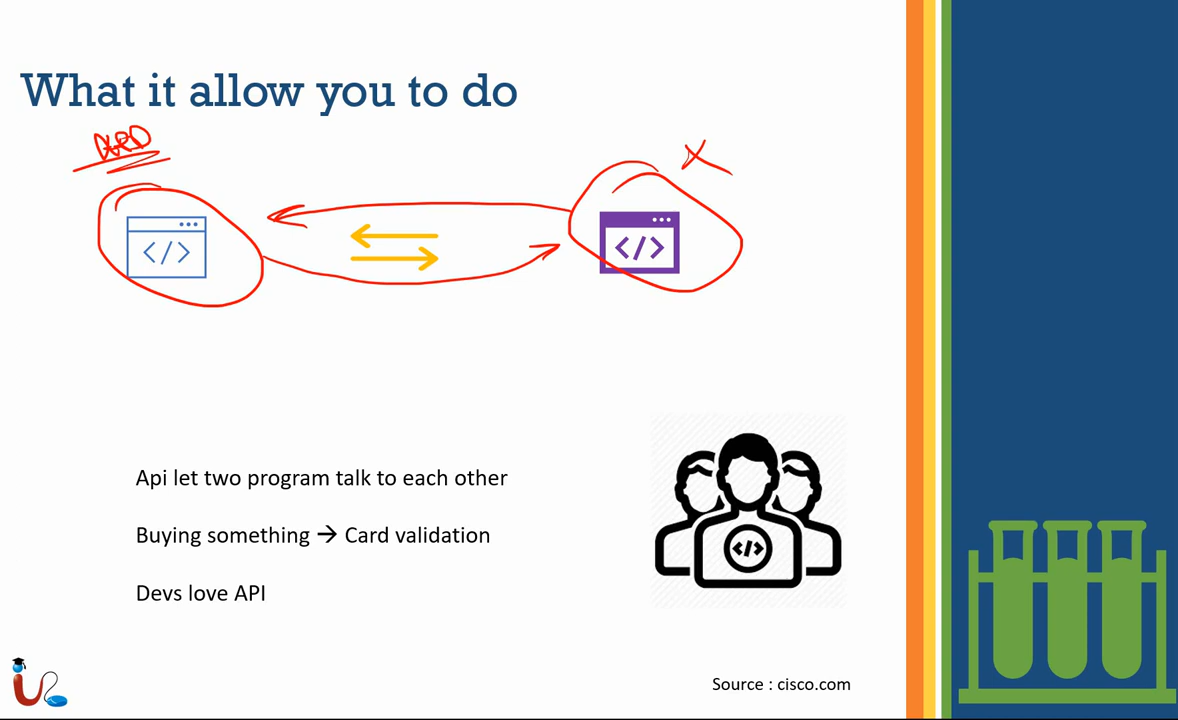 What it allow you to do
X
</>
</>
Api let two program talk to each other
Buying something → Card validation
</>
Devs love API
Source : cisco.com